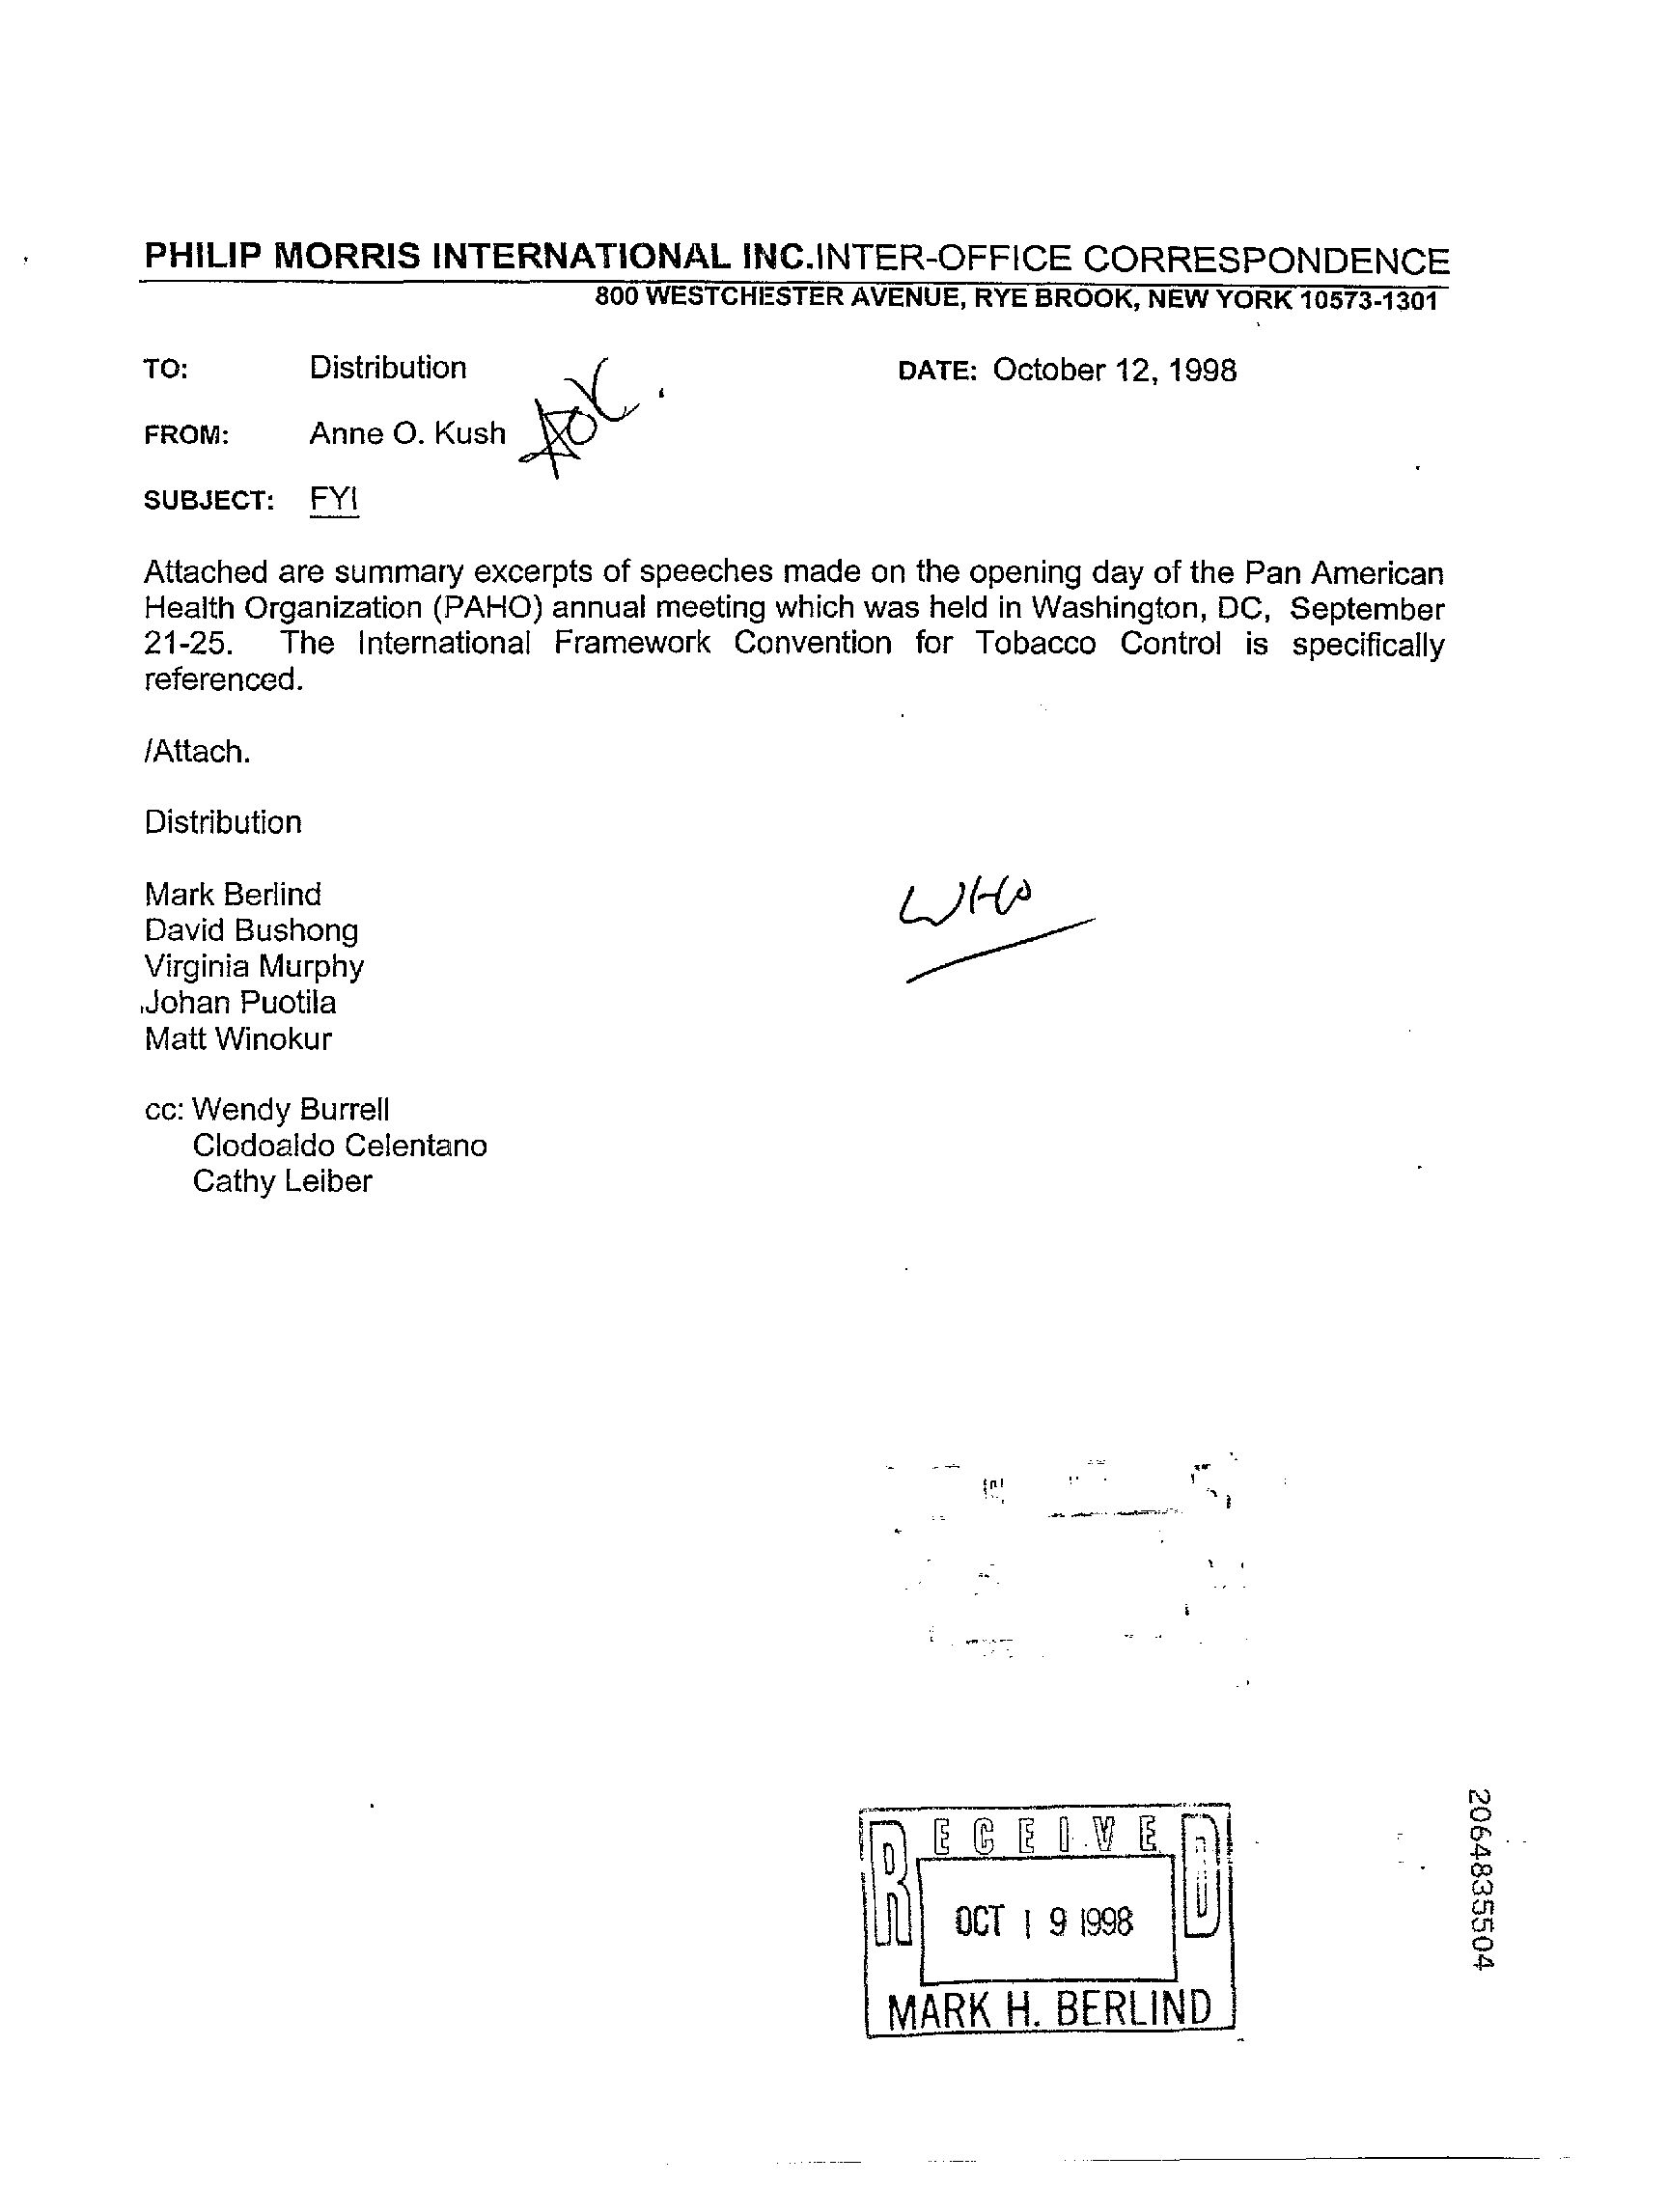 PHILIP MORRIS INTERNATIONAL INC.INTER-OFFICE CORRESPONDENCE
800 WESTCHESTER AVENUE, RYE BROOK, NEW YORK 10573-1301
TO: Distribution DATE: October 12, 1998
FROM: Anne O. Kush AOK.
SUBJECT: FYI
Attached are summary excerpts of speeches made on the opening day of the Pan American
Health Organization (PAHO) annual meeting which was held in Washington, DC, September
21-25. The International Framework Convention for Tobacco Control is specifically
referenced.
/Attach.
Distribution
Mark Berlind
David Bushong
Virginia Murphy
Johan Puotila
Matt Winokur
WHO
cc: Wendy Burrell
Clodoaldo Celentano
Cathy Leiber
RECEIVED
OCT 19 1998
MARK H. BERLIND
2064835504